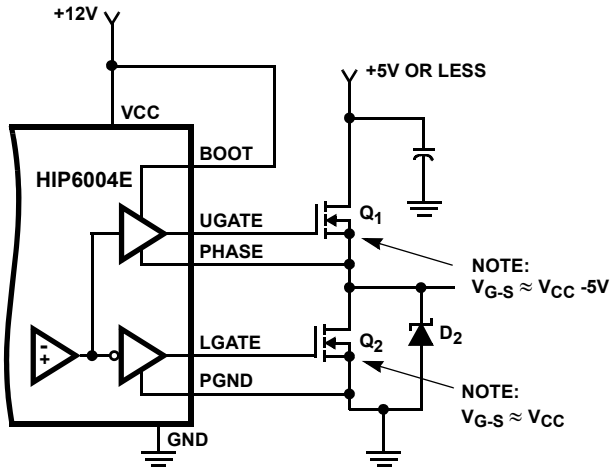 +12V
+5V OR LESS
VCC
BOOT
HIP6004E
UGATE
Q1
PHASE
NOTE:
VG-S ≈ VCC -5V
- +
LGATE
Q2
D2
PGND
NOTE:
VG-S ≈ VCC
GND